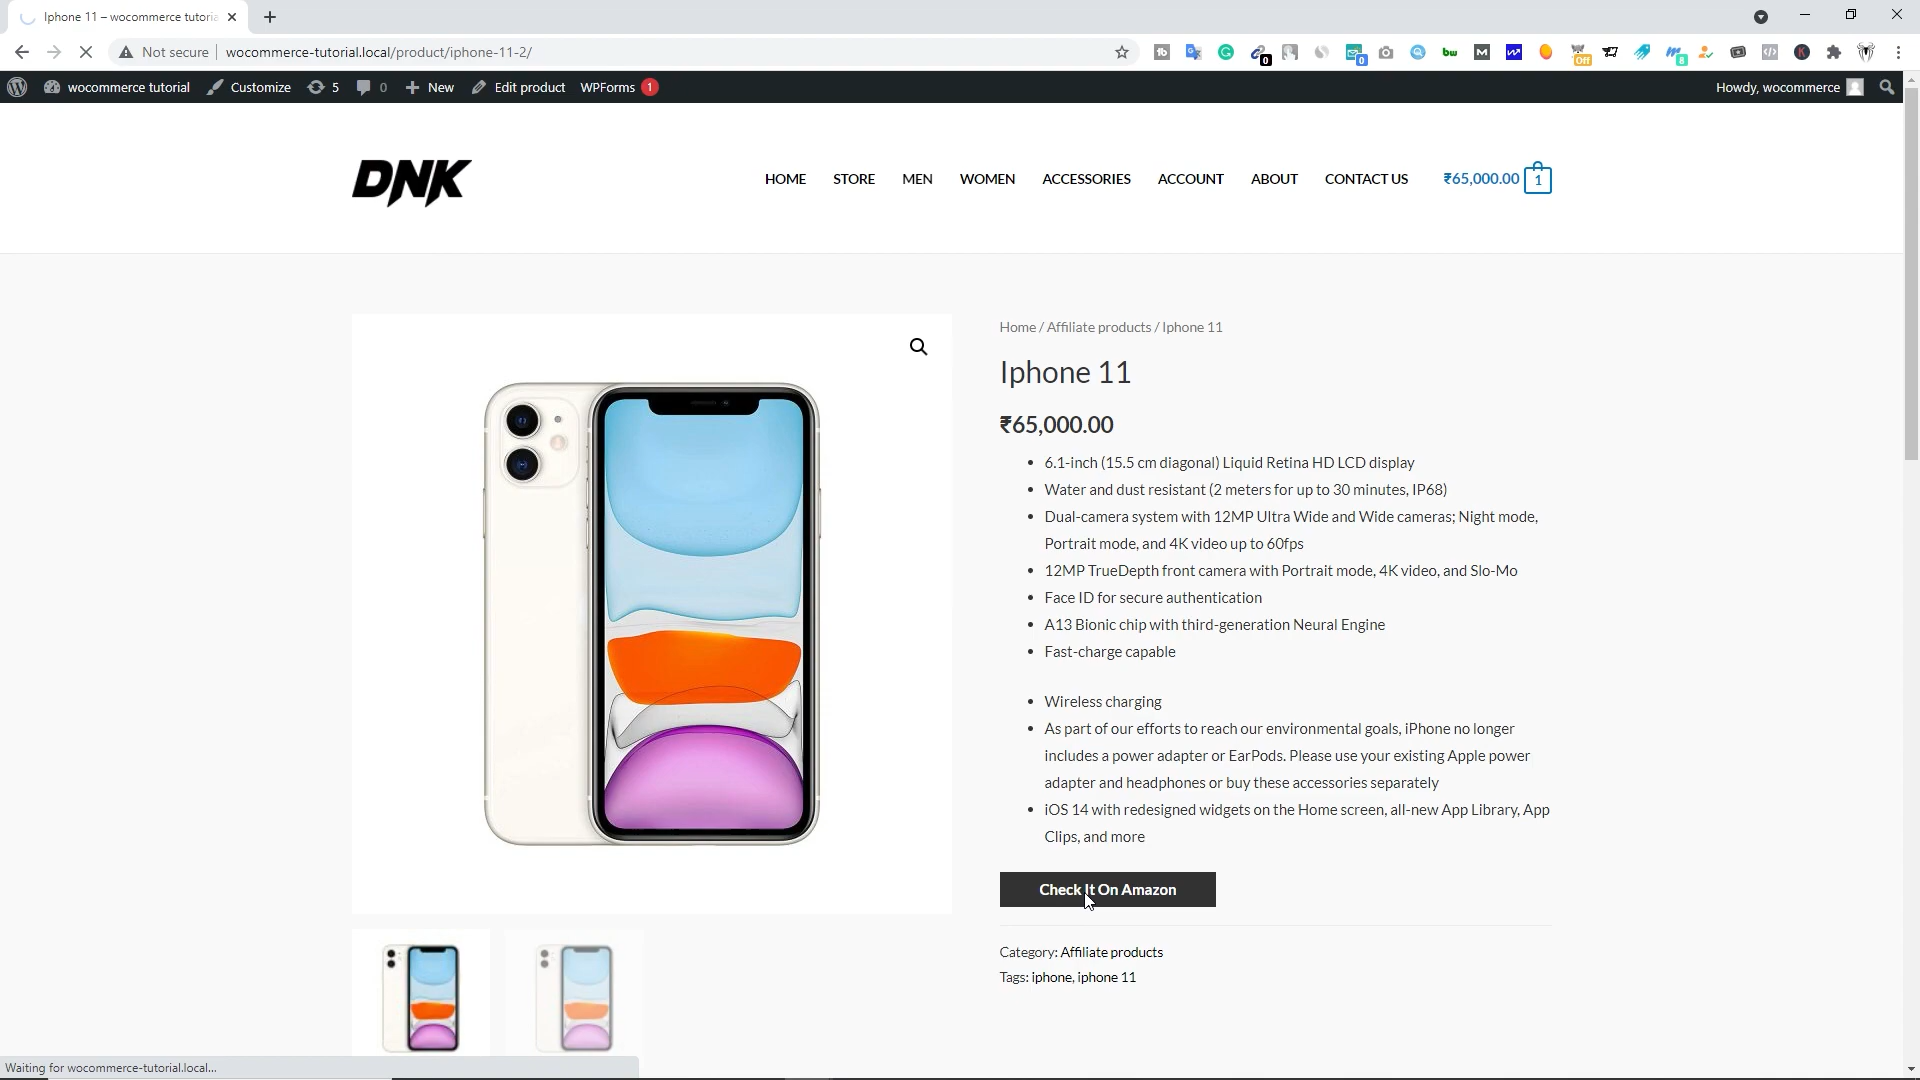 Iphone 11 – wocommerce tutoria
Not secure
wocommerce-tutorial.local/product/iphone-11-2/
wocommerce tutorial
Customize
5
0
New
Edit product
WPForms 1
Howdy, wocommerce
DNK
HOME
STORE
MEN
WOMEN
ACCESSORIES
ACCOUNT
ABOUT
CONTACT US
₹65,000.00 1
Home / Affiliate products / Iphone 11
Iphone 11
₹65,000.00
• 6.1-inch (15.5 cm diagonal) Liquid Retina HD LCD display
• Water and dust resistant (2 meters for up to 30 minutes, IP68)
• Dual-camera system with 12MP Ultra Wide and Wide cameras; Night mode,
Portrait mode, and 4K video up to 60fps
• 12MP TrueDepth front camera with Portrait mode, 4K video, and Slo-Mo
• Face ID for secure authentication
• A13 Bionic chip with third-generation Neural Engine
• Fast-charge capable
• Wireless charging
• As part of our efforts to reach our environmental goals, iPhone no longer
includes a power adapter or EarPods. Please use your existing Apple power
adapter and headphones or buy these accessories separately
• iOS 14 with redesigned widgets on the Home screen, all-new App Library, App
Clips, and more
Check It On Amazon
Category: Affiliate products
Tags: iphone, iphone 11
Waiting for wocommerce-tutorial.local...